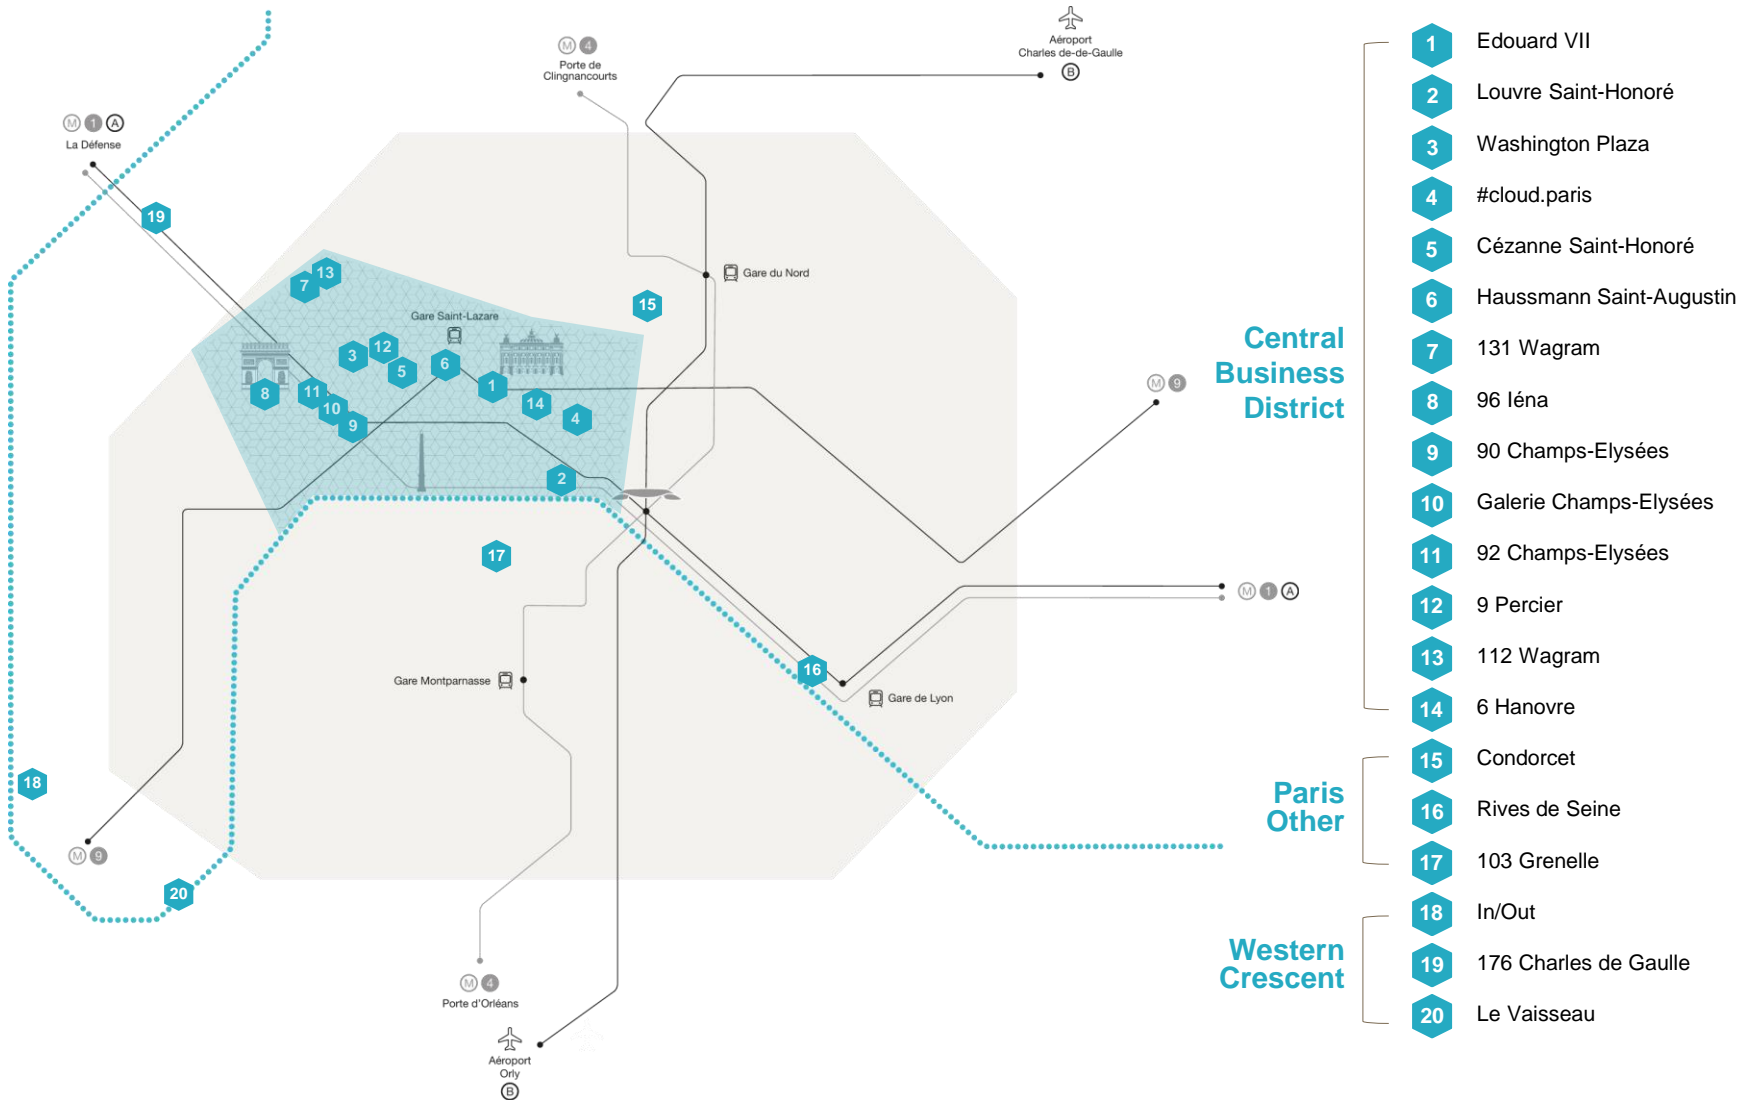 M 4
Porte de
Clingnancourts
Aéroport
Charles de-de-Gaulle
B
M 1 A
La Défense
19
Gare du Nord
13
7
15
Gare Saint-Lazare
12
3
6
5
1
8
11
14
10
4
9
M 9
2
17
M 1 A
16
Gare Montparnasse
Gare de Lyon
18
M 9
20
M 4
Porte d'Orléans
Aéroport
Orly
B
Central
Business
District
1 Edouard VII
2 Louvre Saint-Honoré
3 Washington Plaza
4 #cloud.paris
5 Cézanne Saint-Honoré
6 Haussmann Saint-Augustin
7 131 Wagram
8 96 Iéna
9 90 Champs-Elysées
10 Galerie Champs-Elysées
11 92 Champs-Elysées
12 9 Percier
13 112 Wagram
14 6 Hanovre
Paris
Other
15 Condorcet
16 Rives de Seine
17 103 Grenelle
Western
Crescent
18 In/Out
19 176 Charles de Gaulle
20 Le Vaisseau